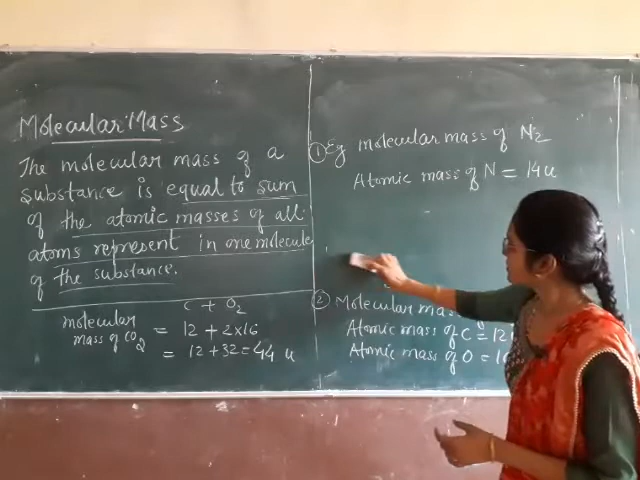 Molecular Mass
The molecular mass of a
substance is equal to sum
of the atomic masses of all
atoms represent in one molecule
of the substance.
C + O2
molecular
mass of CO2 = 12 + 2x16
= 12 + 32 = 44 u
① Eg molecular mass of N2
Atomic mass of N = 14u
② Molecular mass
Atomic mass of C = 12
Atomic mass of O =